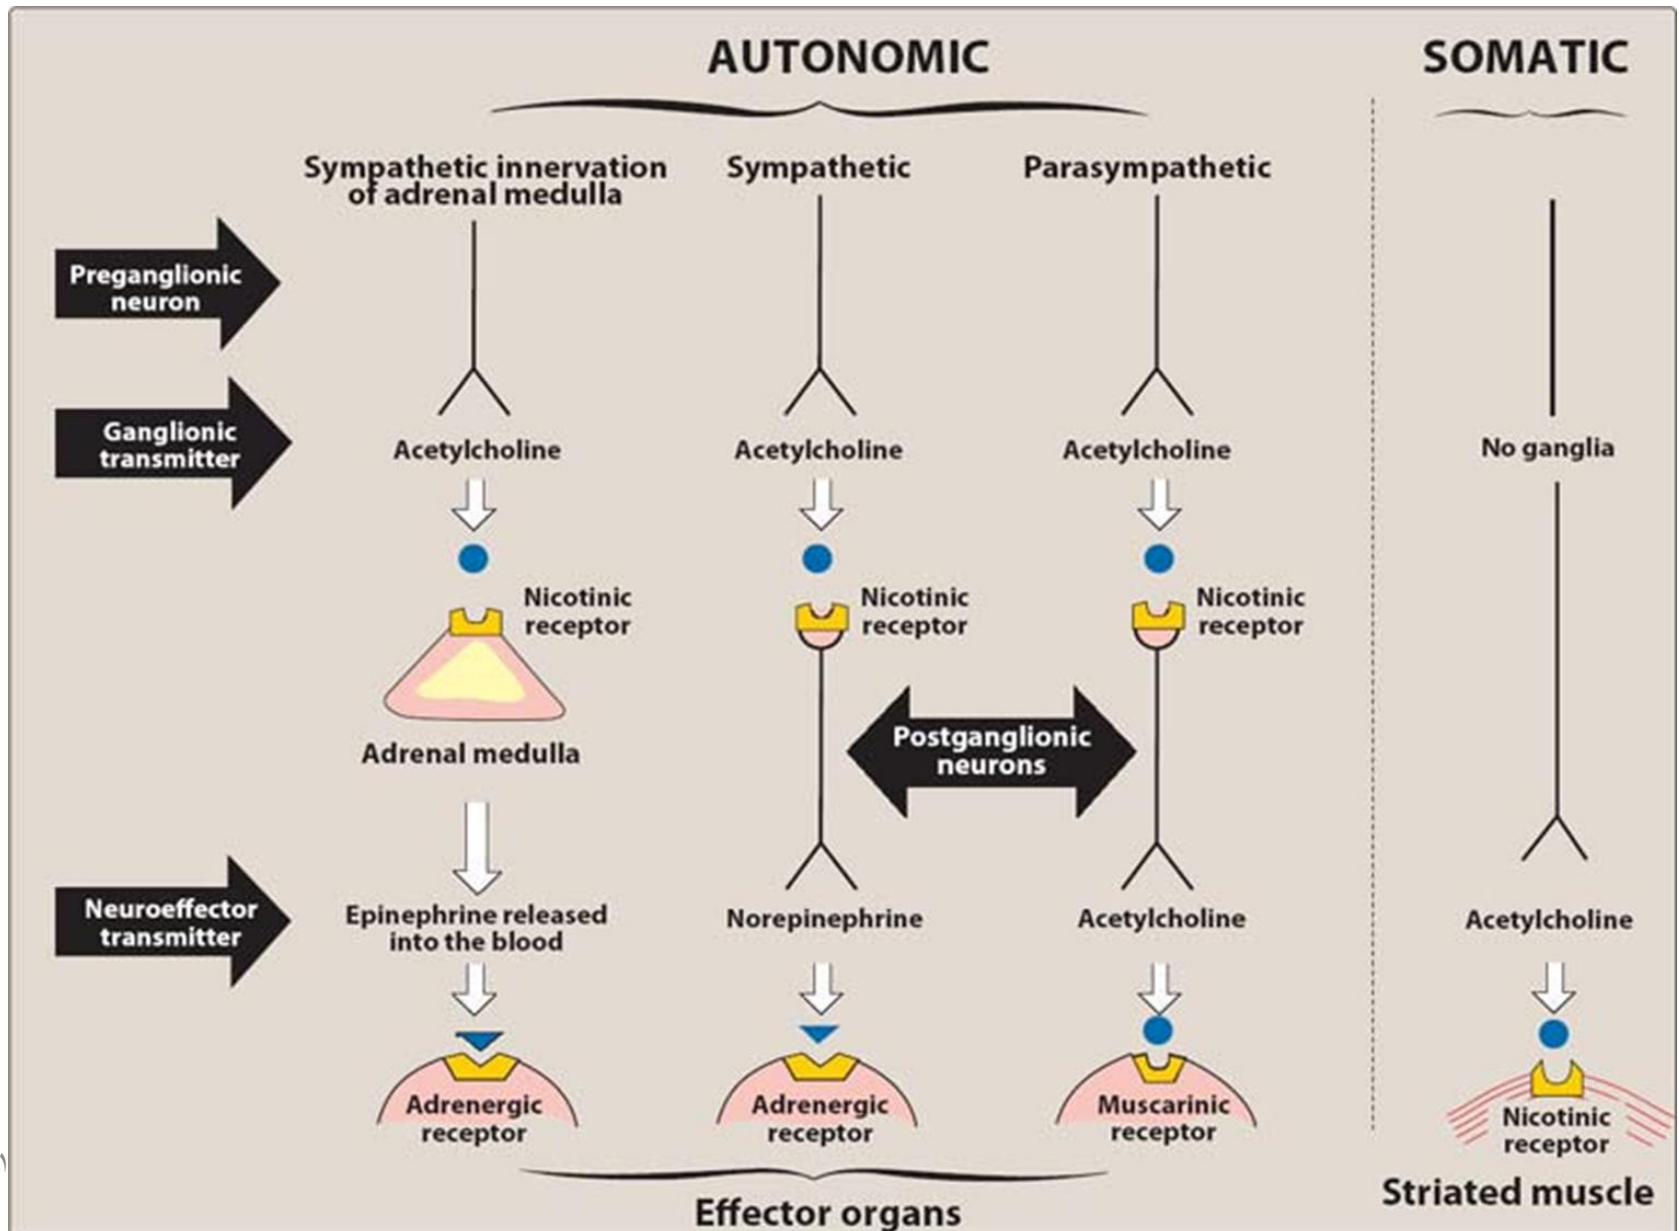 AUTONOMIC
SOMATIC
Sympathetic innervation
of adrenal medulla
Sympathetic
Parasympathetic
Preganglionic
neuron
Ganglionic
transmitter
Acetylcholine
Acetylcholine
Acetylcholine
No ganglia
Nicotinic
receptor
Nicotinic
receptor
Nicotinic
receptor
Adrenal medulla
Postganglionic
neurons
Neuroeffector
transmitter
Epinephrine released
into the blood
Norepinephrine
Acetylcholine
Acetylcholine
Adrenergic
receptor
Adrenergic
receptor
Muscarinic
receptor
Nicotinic
receptor
Effector organs
Striated muscle